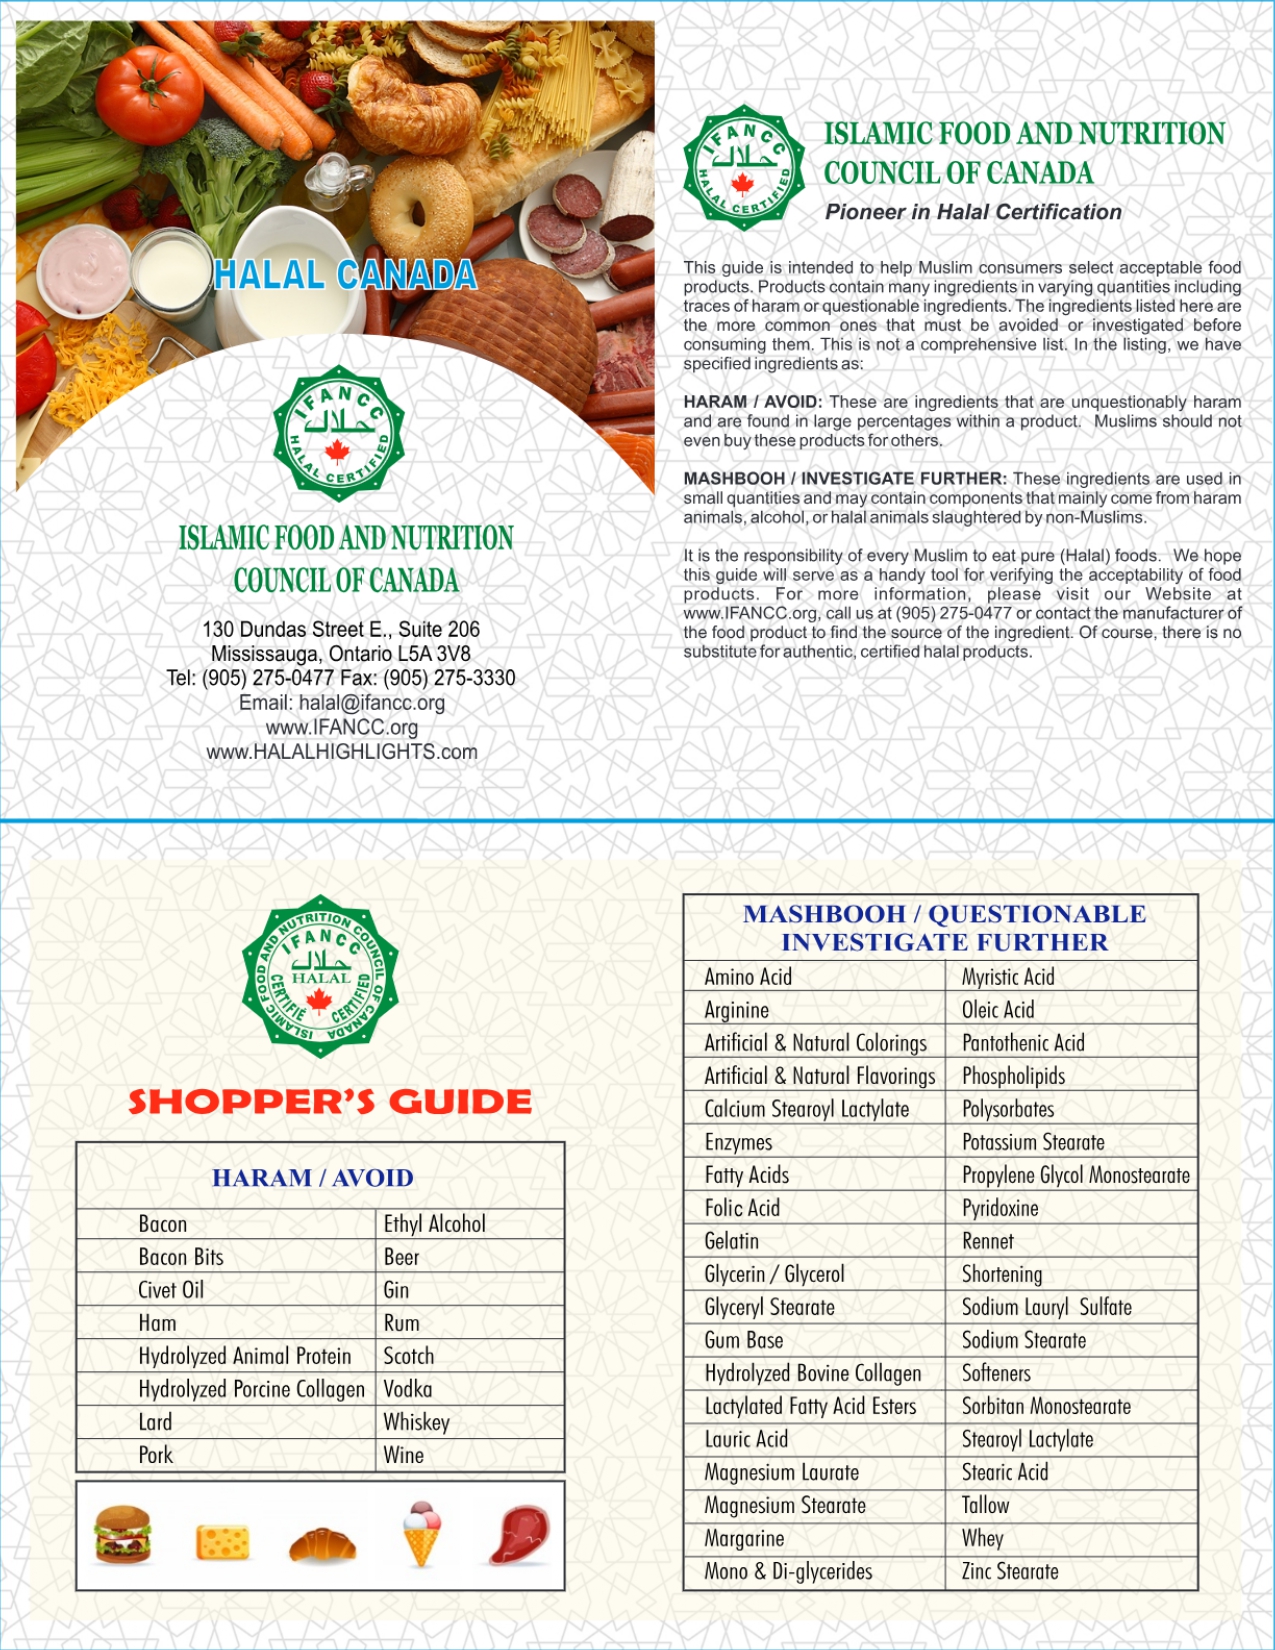 HALAL CANADA
IFANCC
حلال
HALAL CERTIFIED
ISLAMIC FOOD AND NUTRITION
COUNCIL OF CANADA
130 Dundas Street E., Suite 206
Mississauga, Ontario L5A 3V8
Tel: (905) 275-0477 Fax: (905) 275-3330
Email: halal@ifancc.org
www.IFANCC.org
www.HALALHIGHLIGHTS.com
IFANCC
حلال
HALAL CERTIFIED
ISLAMIC FOOD AND NUTRITION
COUNCIL OF CANADA
Pioneer in Halal Certification
This guide is intended to help Muslim consumers select acceptable food
products. Products contain many ingredients in varying quantities including
traces of haram or questionable ingredients. The ingredients listed here are
the more common ones that must be avoided or investigated before
consuming them. This is not a comprehensive list. In the listing, we have
specified ingredients as:
HARAM / AVOID: These are ingredients that are unquestionably haram
and are found in large percentages within a product. Muslims should not
even buy these products for others.
MASHBOOH / INVESTIGATE FURTHER: These ingredients are used in
small quantities and may contain components that mainly come from haram
animals, alcohol, or halal animals slaughtered by non-Muslims.
It is the responsibility of every Muslim to eat pure (Halal) foods. We hope
this guide will serve as a handy tool for verifying the acceptability of food
products. For more information, please visit our Website at
www.IFANCC.org, call us at (905) 275-0477 or contact the manufacturer of
the food product to find the source of the ingredient. Of course, there is no
substitute for authentic, certified halal products.
ISLAMIC FOOD AND NUTRITION COUNCIL OF CANADA
IFANCC
حلال
HALAL
CERTIFIÉ CERTIFIED
SHOPPER'S GUIDE
HARAM / AVOID
Bacon Ethyl Alcohol
Bacon Bits Beer
Civet Oil Gin
Ham Rum
Hydrolyzed Animal Protein Scotch
Hydrolyzed Porcine Collagen Vodka
Lard Whiskey
Pork Wine
MASHBOOH / QUESTIONABLE
INVESTIGATE FURTHER
Amino Acid Myristic Acid
Arginine Oleic Acid
Artificial & Natural Colorings Pantothenic Acid
Artificial & Natural Flavorings Phospholipids
Calcium Stearoyl Lactylate Polysorbates
Enzymes Potassium Stearate
Fatty Acids Propylene Glycol Monostearate
Folic Acid Pyridoxine
Gelatin Rennet
Glycerin / Glycerol Shortening
Glyceryl Stearate Sodium Lauryl Sulfate
Gum Base Sodium Stearate
Hydrolyzed Bovine Collagen Softeners
Lactylated Fatty Acid Esters Sorbitan Monostearate
Lauric Acid Stearoyl Lactylate
Magnesium Laurate Stearic Acid
Magnesium Stearate Tallow
Margarine Whey
Mono & Di-glycerides Zinc Stearate